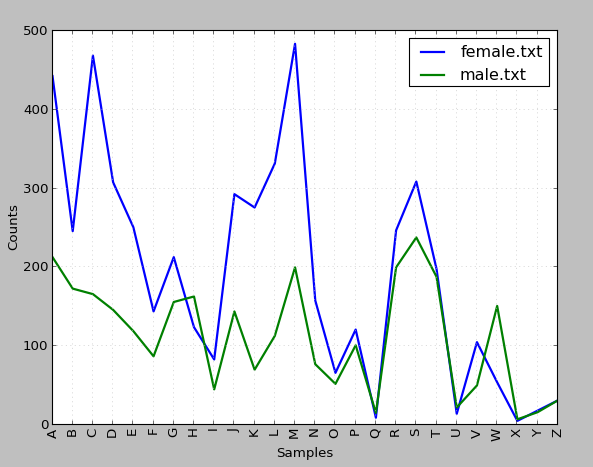 500
400
300
200
100
0
Counts
female.txt
male.txt
A B C D E F G H I J K L M N O P Q R S T U V W X Y Z
Samples